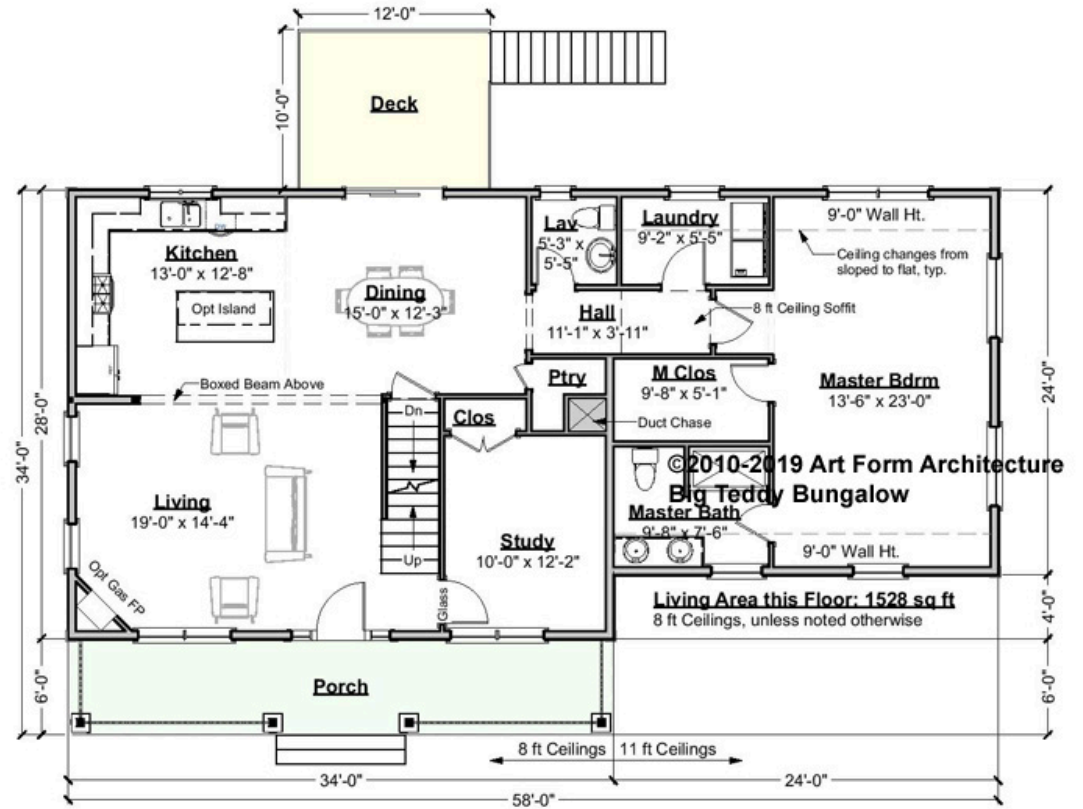 12'-0"
10'-0"
Deck
Kitchen
13'-0" x 12'-8"
DW
Opt Island
Dining
15'-0" x 12'-3"
Lav
5'-3" x
5'-5"
Laundry
9'-2" x 5'-5"
9'-0" Wall Ht.
Ceiling changes from
sloped to flat, typ.
Hall
11'-1" x 3'-11"
8 ft Ceiling Soffit
Boxed Beam Above
Dn
Clos
Ptry
M Clos
9'-8" x 5'-1"
Duct Chase
Master Bdrm
13'-6" x 23'-0"
34'-0"
28'-0"
24'-0"
©2010-2019 Art Form Architecture
Big Teddy Bungalow
Living
19'-0" x 14'-4"
Master Bath
9'-8" x 7'-6"
Study
10'-0" x 12'-2"
9'-0" Wall Ht.
Up
Opt Gas FP
Glass
Living Area this Floor: 1528 sq ft
8 ft Ceilings, unless noted otherwise
4'-0"
6'-0"
Porch
6'-0"
8 ft Ceilings
11 ft Ceilings
34'-0"
24'-0"
58'-0"